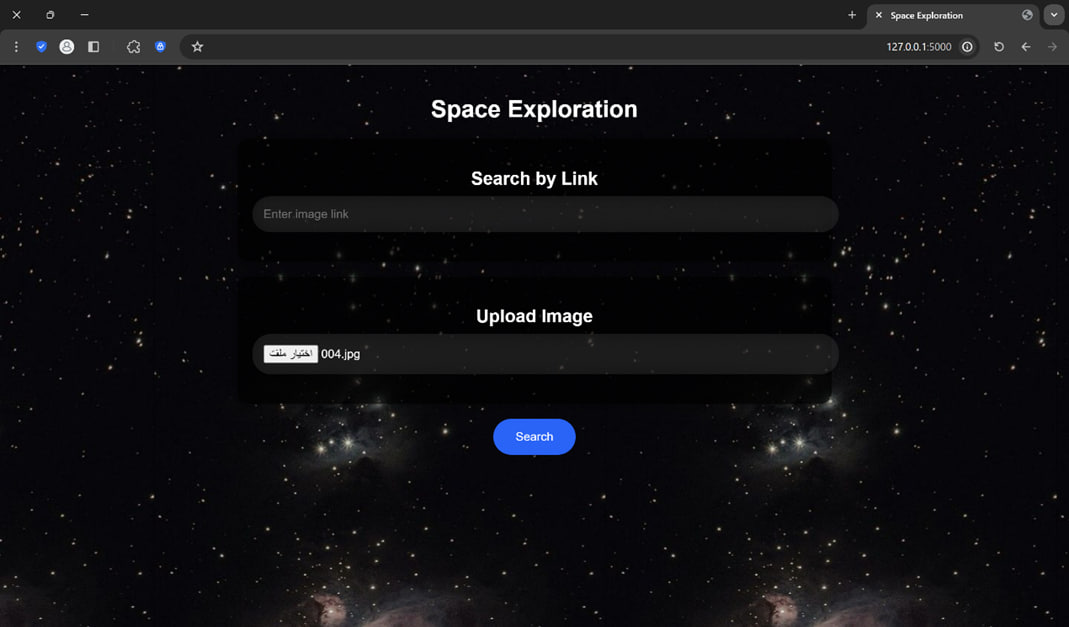 Space Exploration
127.0.0.1:5000
Space Exploration
Search by Link
Enter image link
Upload Image
اختيار ملف 004.jpg
Search